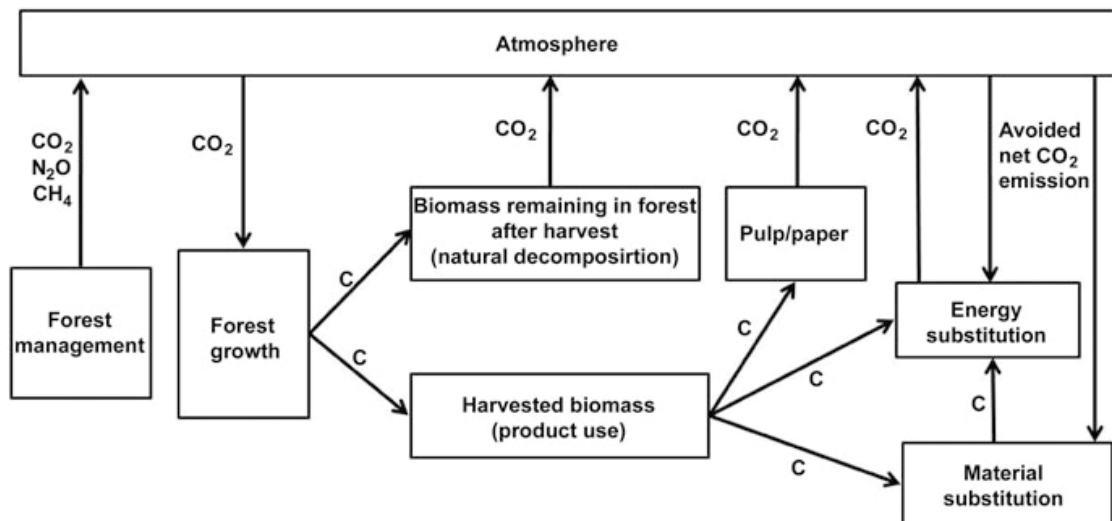 Atmosphere
CO₂
N₂O
CH₄
CO₂
CO₂
CO₂
CO₂
Avoided
net CO₂
emission
Biomass remaining in forest
after harvest
(natural decomposirtion)
Pulp/paper
Forest
management
Forest
growth
C
C
Harvested biomass
(product use)
C
C
C
Energy
substitution
C
Material
substitution